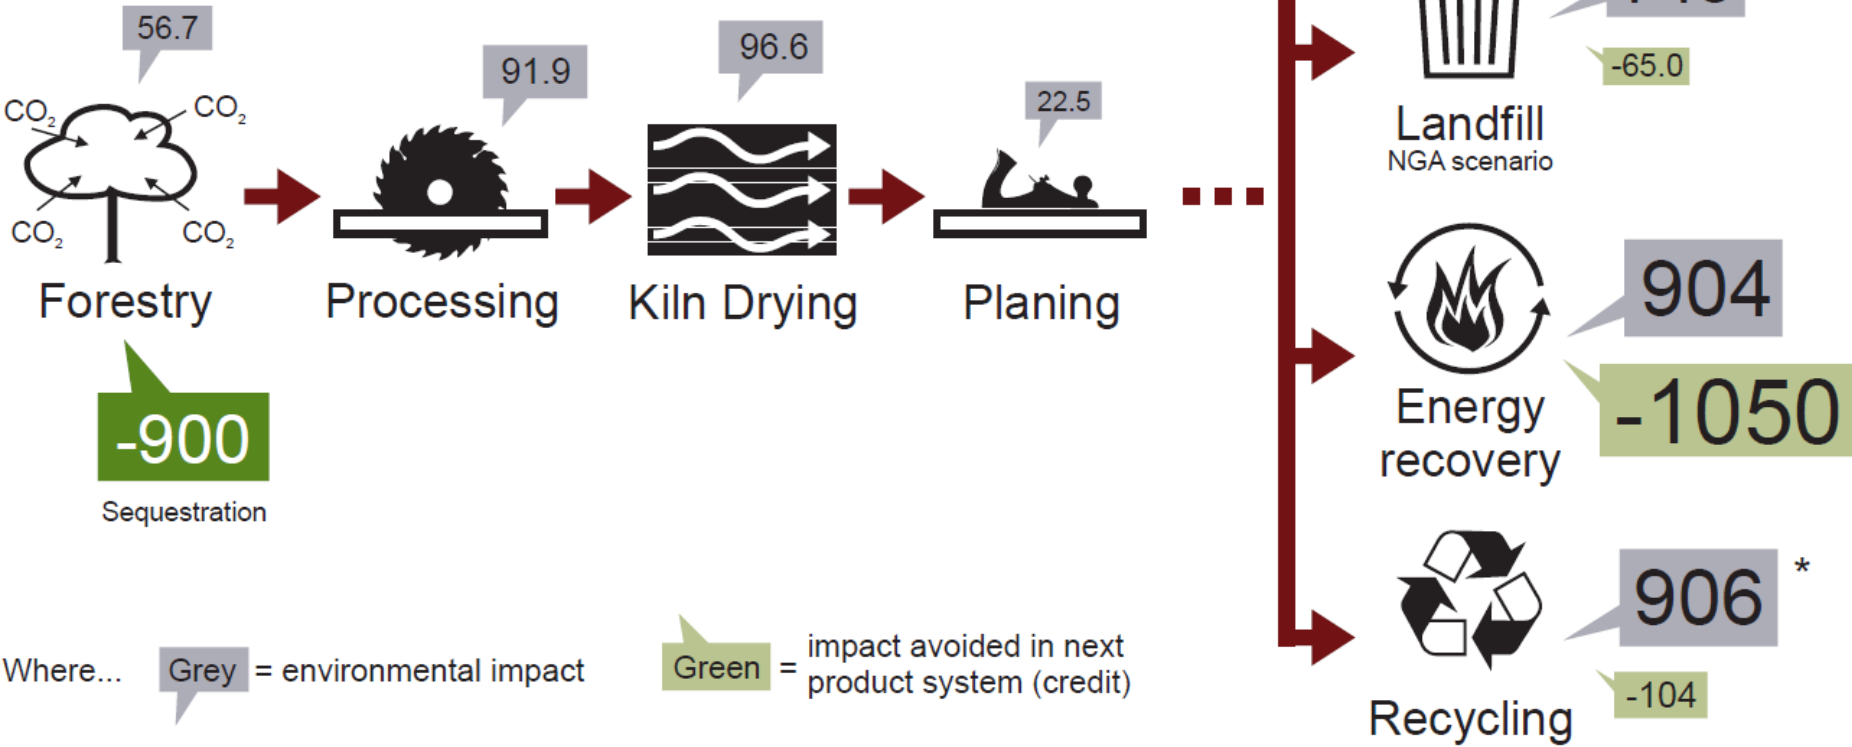 56.7
91.9
96.6
22.5
-65.0
CO₂
CO₂
CO₂
CO₂
Landfill
NGA scenario
Forestry
Processing
Kiln Drying
Planing
904
Energy
recovery
-1050
-900
Sequestration
906 *
-104
Recycling
Where...
Grey = environmental impact
Green = impact avoided in next
product system (credit)